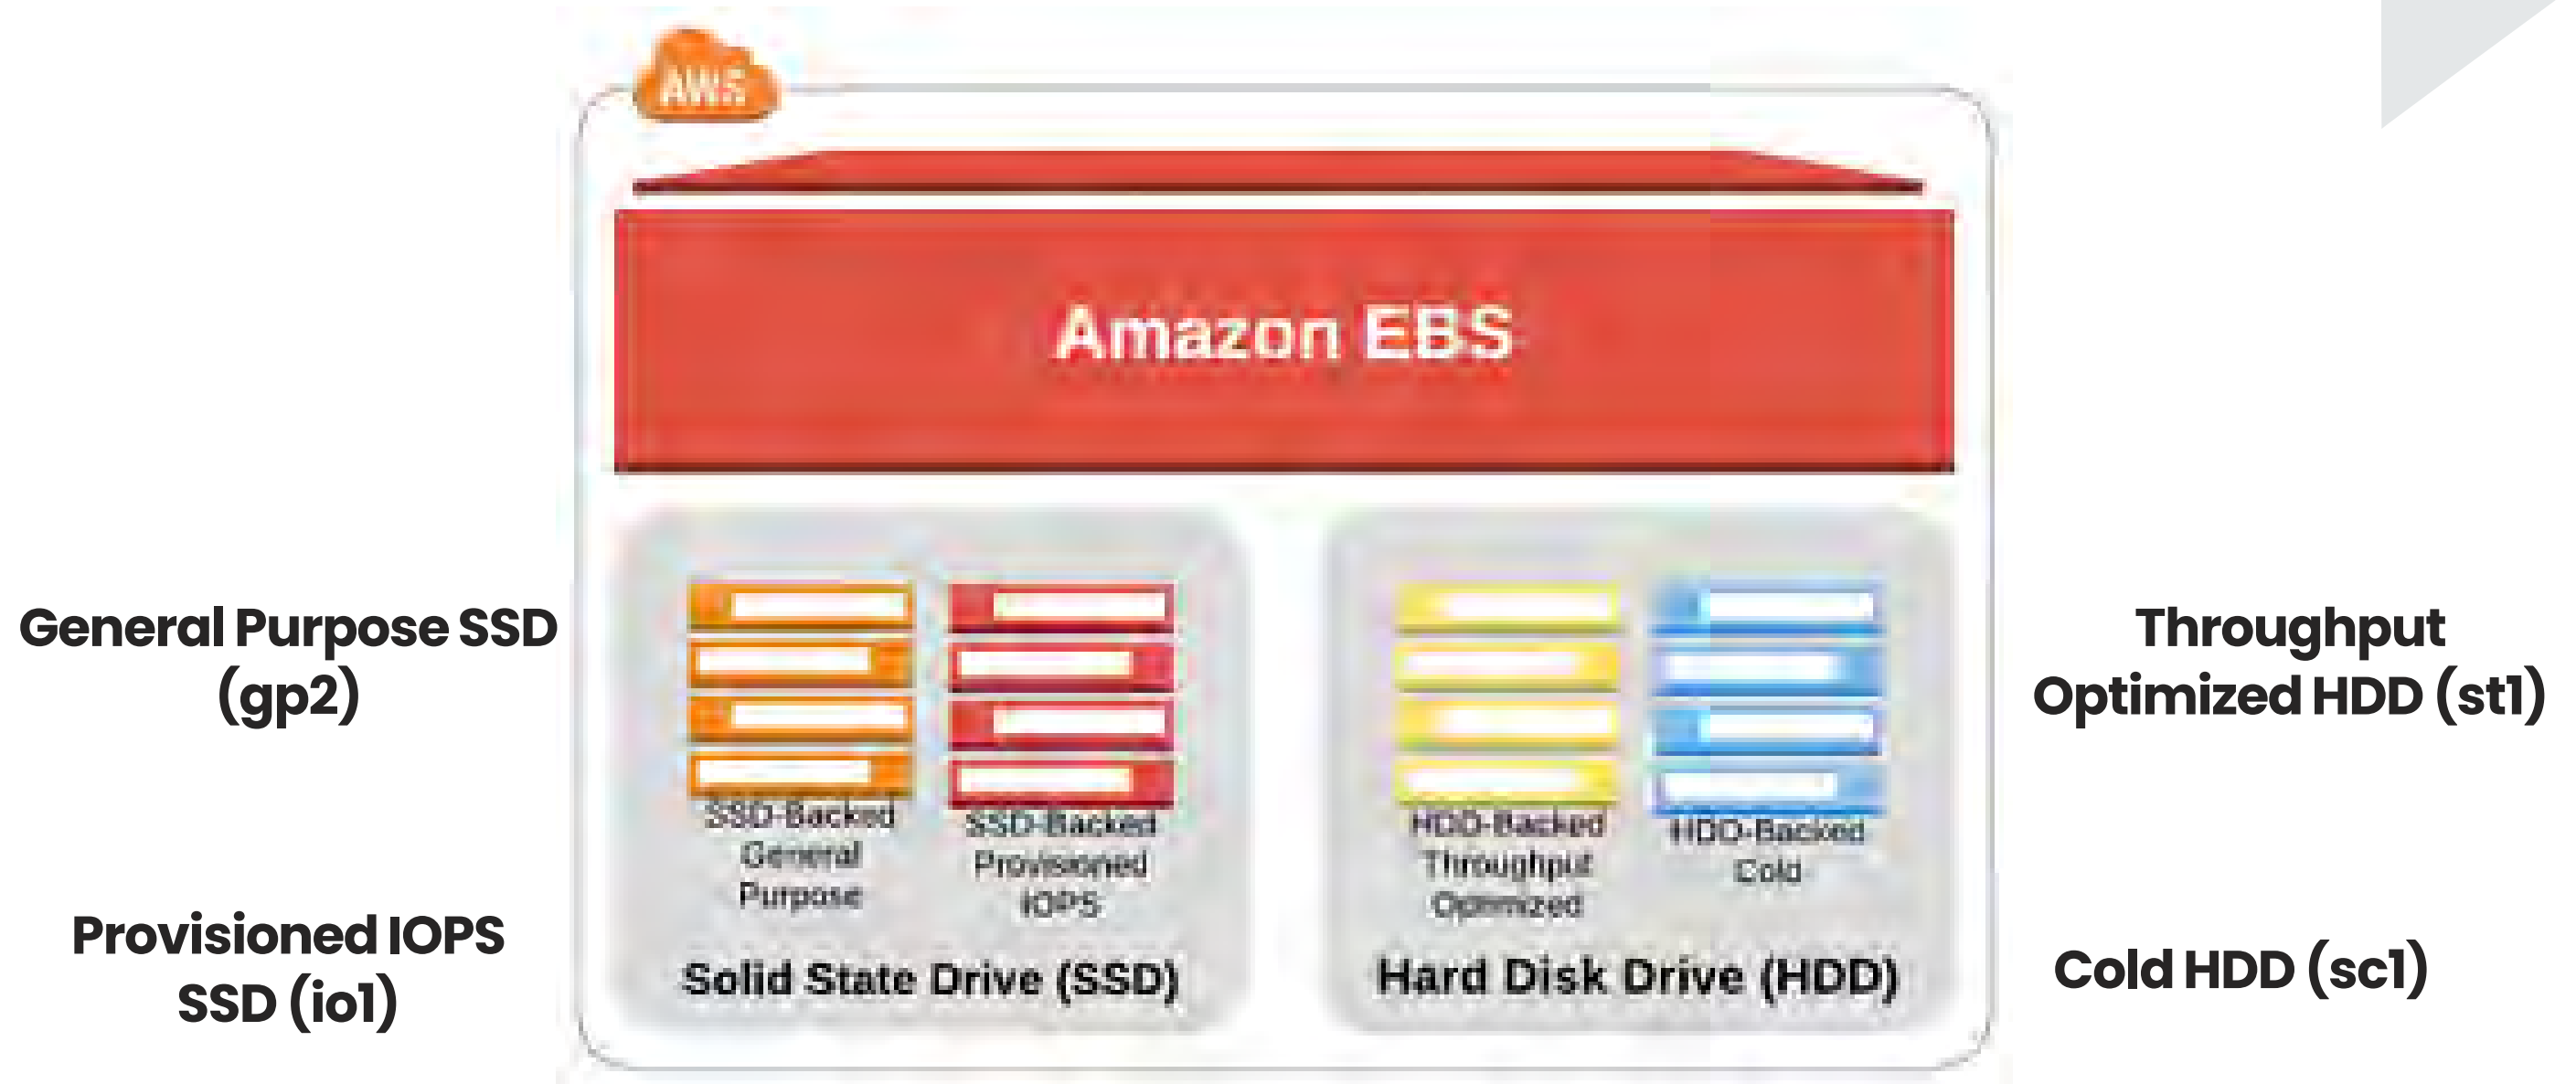 AWS
Amazon EBS
General Purpose SSD
(gp2)
Provisioned IOPS
SSD (io1)
SSD-Backed
General
Purpose
SSD-Backed
Provisioned
IOPS
Solid State Drive (SSD)
HDD-Backed
Throughput
Optimized
HDD-Backed
Cold
Hard Disk Drive (HDD)
Throughput
Optimized HDD (st1)
Cold HDD (sc1)